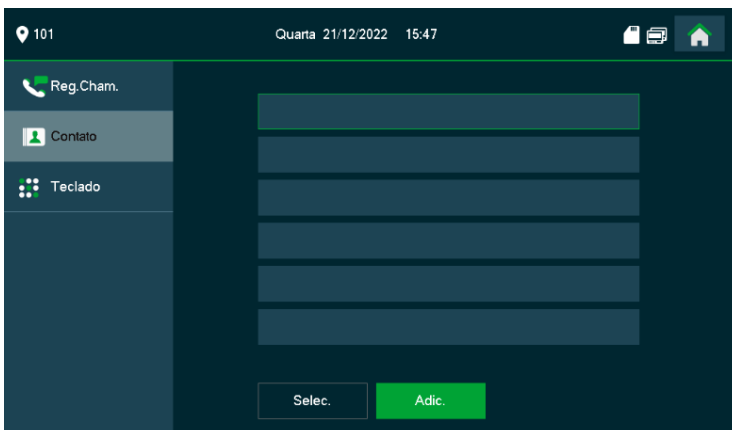 101
Quarta 21/12/2022 15:47
Reg.Cham.
Contato
Teclado
Selec.
Adic.